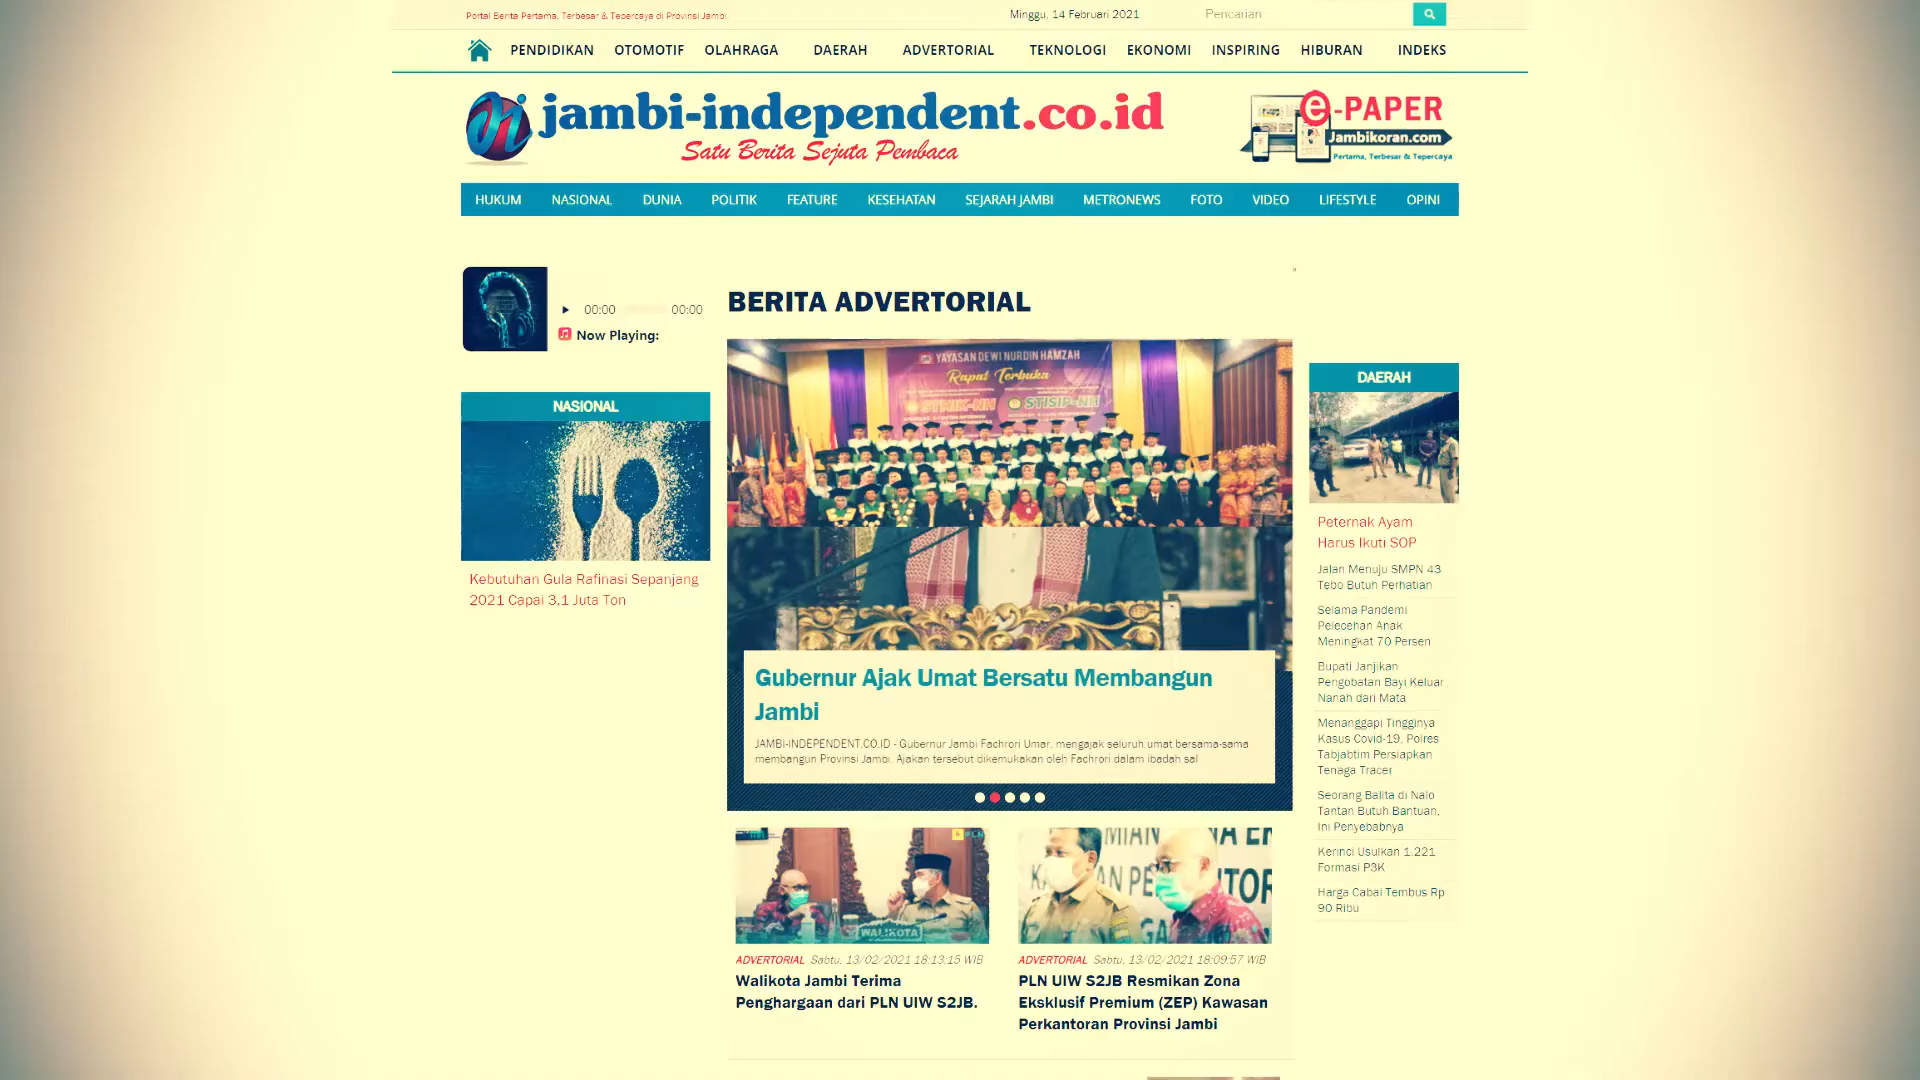 Portal Berita Pertama, Terbesar & Tepercaya di Provinsi Jambi
Minggu, 14 Februari 2021
Pencarian
PENDIDIKAN OTOMOTIF OLAHRAGA DAERAH ADVERTORIAL TEKNOLOGI EKONOMI INSPIRING HIBURAN INDEKS
jambi-independent.co.id
Satu Berita Sejuta Pembaca
e-PAPER
Jambikoran.com
Pertama, Terbesar & Tepercaya
HUKUM NASIONAL DUNIA POLITIK FEATURE KESEHATAN SEJARAH JAMBI METRONEWS FOTO VIDEO LIFESTYLE OPINI
00:00 00:00
Now Playing:
NASIONAL
Kebutuhan Gula Rafinasi Sepanjang
2021 Capai 3,1 Juta Ton
BERITA ADVERTORIAL
YAYASAN DEWI NURDIN HAMZAH
Rapat Terbuka
STMIK-NH STISIP-NH
Gubernur Ajak Umat Bersatu Membangun
Jambi
JAMBI-INDEPENDENT.CO.ID - Gubernur Jambi Fachrori Umar, mengajak seluruh umat bersama-sama
membangun Provinsi Jambi. Ajakan tersebut dikemukakan oleh Fachrori dalam ibadah sal
PLN
WALIKOTA
ADVERTORIAL Sabtu, 13/02/2021 18:13:15 WIB
Walikota Jambi Terima
Penghargaan dari PLN UIW S2JB.
ADVERTORIAL Sabtu, 13/02/2021 18:09:57 WIB
PLN UIW S2JB Resmikan Zona
Eksklusif Premium (ZEP) Kawasan
Perkantoran Provinsi Jambi
DAERAH
Peternak Ayam
Harus Ikuti SOP
Jalan Menuju SMPN 43
Tebo Butuh Perhatian
Selama Pandemi
Pelecehan Anak
Meningkat 70 Persen
Bupati Janjikan
Pengobatan Bayi Keluar
Nanah dari Mata
Menanggapi Tingginya
Kasus Covid-19, Polres
Tabjabtim Persiapkan
Tenaga Tracer
Seorang Balita di Nalo
Tantan Butuh Bantuan,
Ini Penyebabnya
Kerinci Usulkan 1.221
Formasi P3K
Harga Cabai Tembus Rp
90 Ribu